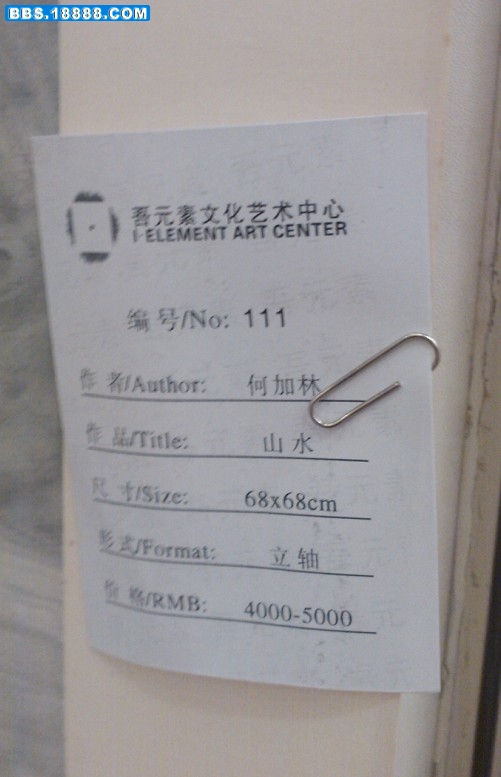 BBS.18888.COM
吾元素文化艺术中心
I·ELEMENT ART CENTER
编号/No: 111
作 者/Author: 何加林
作 品/Title: 山水
尺 寸/Size: 68x68cm
形式/Format: 立轴
价 格/RMB: 4000-5000